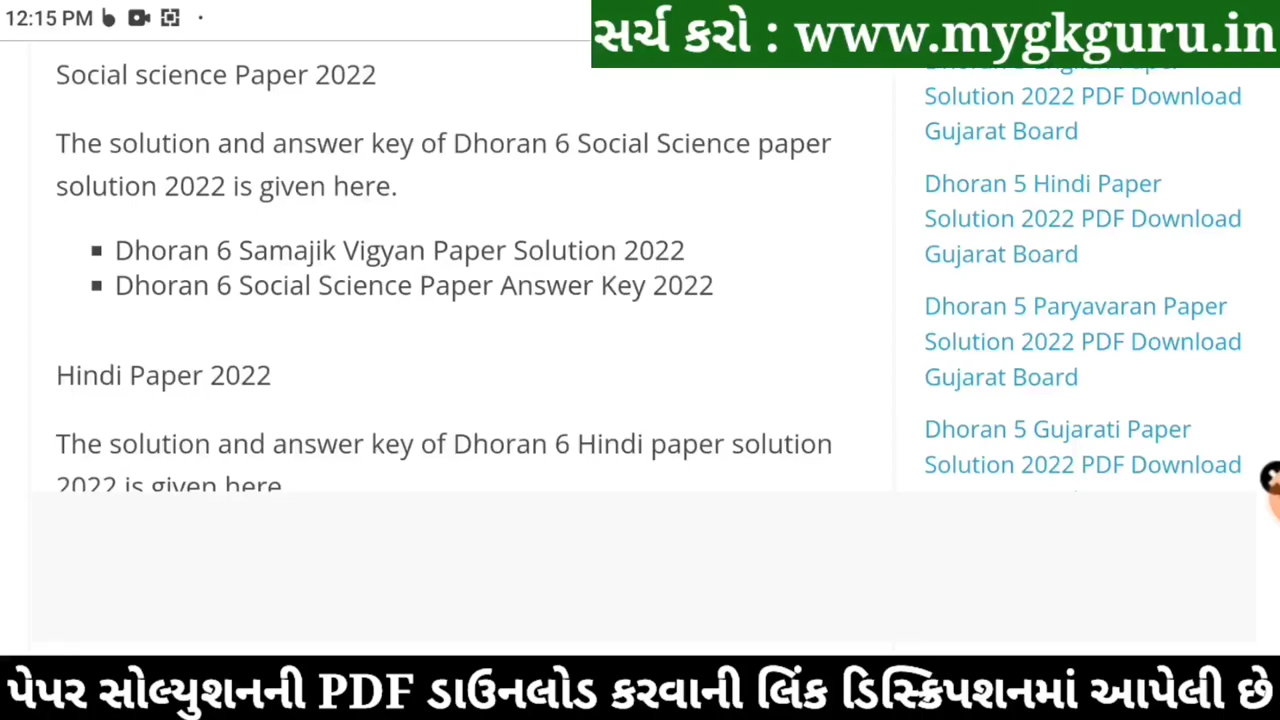 12:15 PM
સર્ચ કરો : www.mygkguru.in
Social science Paper 2022
The solution and answer key of Dhoran 6 Social Science paper
solution 2022 is given here.
▪ Dhoran 6 Samajik Vigyan Paper Solution 2022
▪ Dhoran 6 Social Science Paper Answer Key 2022
Hindi Paper 2022
The solution and answer key of Dhoran 6 Hindi paper solution
2022 is given here
Solution 2022 PDF Download
Gujarat Board
Dhoran 5 Hindi Paper
Solution 2022 PDF Download
Gujarat Board
Dhoran 5 Paryavaran Paper
Solution 2022 PDF Download
Gujarat Board
Dhoran 5 Gujarati Paper
Solution 2022 PDF Download
પેપર સોલ્યુશનની PDF ડાઉનલોડ કરવાની લિંક ડિસ્ક્રિપશનમાં આપેલી છે